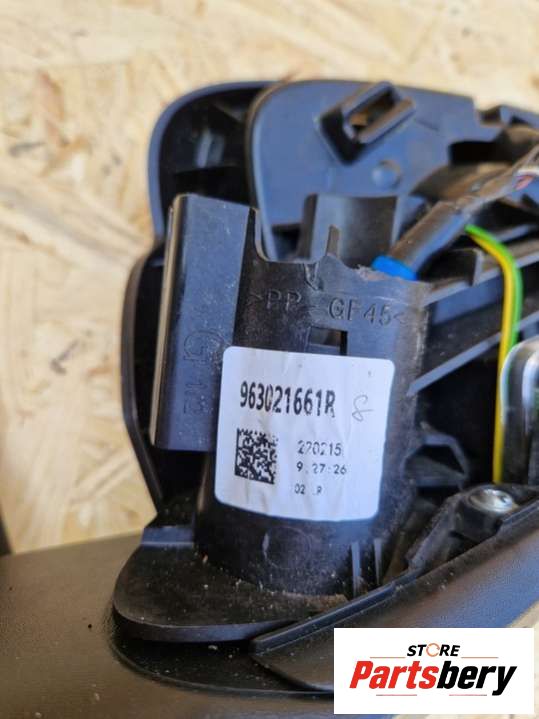 >PP-GF45<
963021661R 8
270215
9:27:26
02
STORE
Partsbery